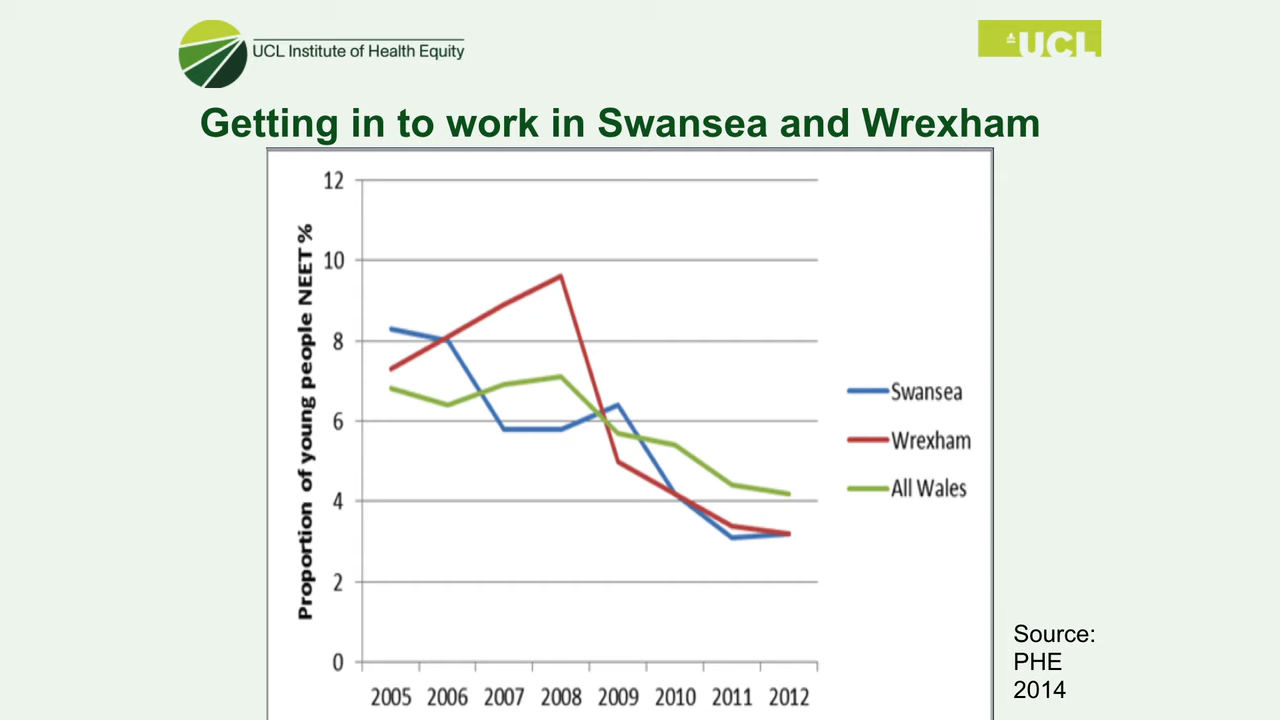 UCL Institute of Health Equity
UCL
Getting in to work in Swansea and Wrexham
Proportion of young people NEET %
12
10
8
6
4
2
0
2005 2006 2007 2008 2009 2010 2011 2012
Swansea
Wrexham
All Wales
Source:
PHE
2014